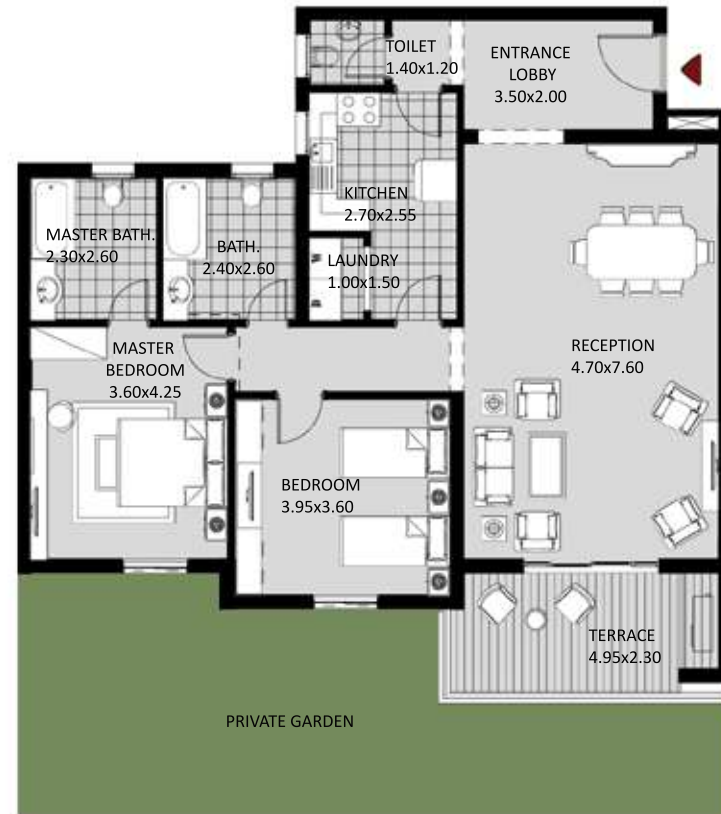 TOILET
1.40x1.20
ENTRANCE
LOBBY
3.50x2.00
KITCHEN
2.70x2.55
MASTER BATH.
2.30x2.60
BATH.
2.40x2.60
LAUNDRY
1.00x1.50
MASTER
BEDROOM
3.60x4.25
RECEPTION
4.70x7.60
BEDROOM
3.95x3.60
TERRACE
4.95x2.30
PRIVATE GARDEN